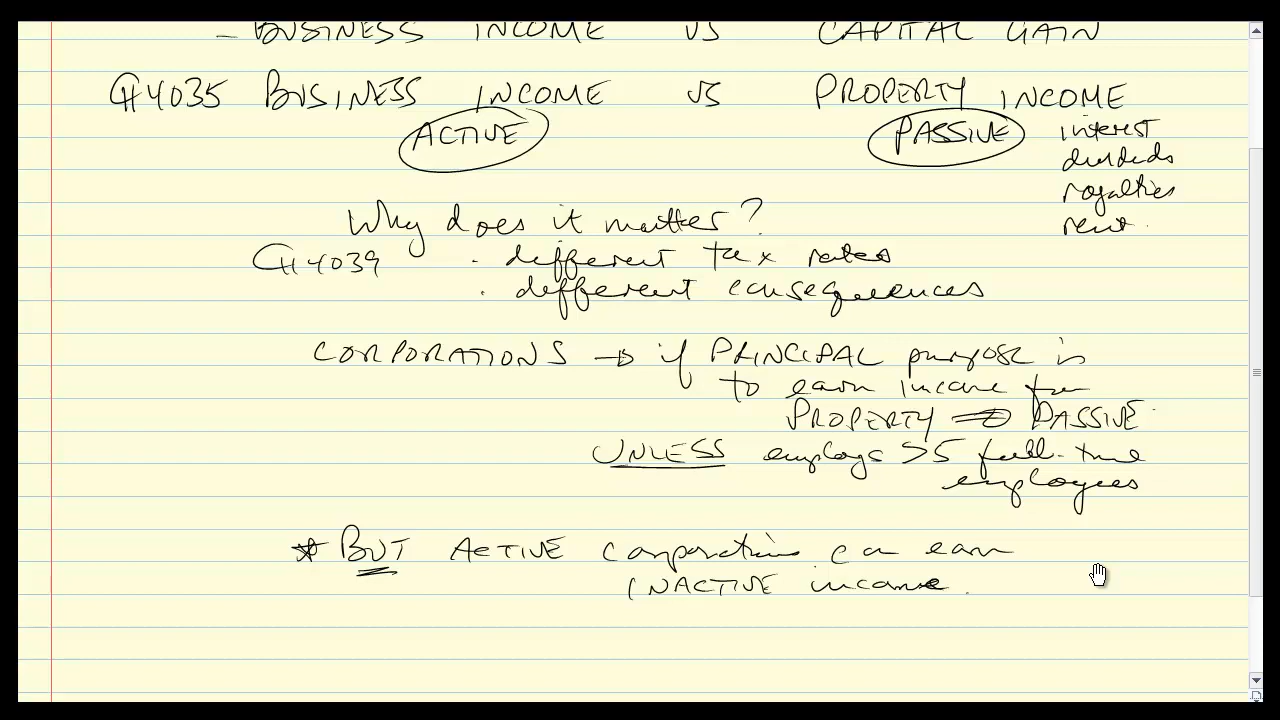 - BUSINESS INCOME VS CAPITAL GAIN
CH4035 BUSINESS INCOME VS PROPERTY INCOME
ACTIVE PASSIVE interest
dividends
royalties
rent
Why does it matter?
CH4039 . different tax rates
. different consequences
CORPORATIONS → if PRINCIPAL purpose is
to earn income from
PROPERTY → PASSIVE
UNLESS employs >5 full-time
employees
* BUT ACTIVE corporations can earn
INACTIVE income.